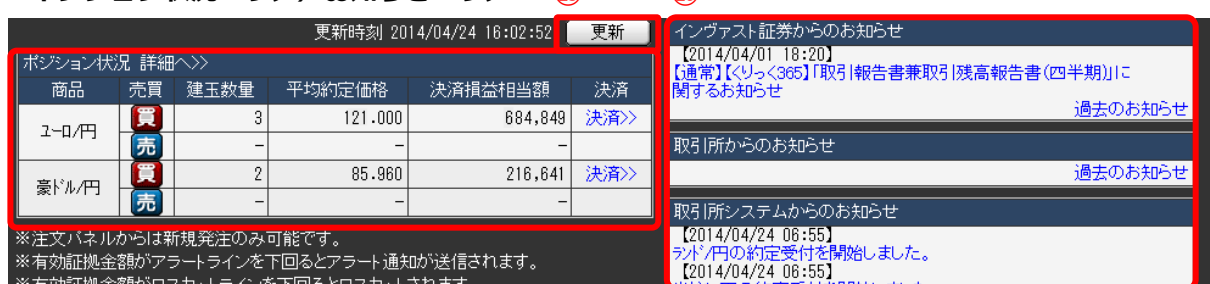 更新時刻 2014/04/24 16:02:52 更新
ポジション状況 詳細へ>>
商品 売買 建玉数量 平均約定価格 決済損益相当額 決済
ユーロ/円 買 3 121.000 684,849 決済>>
売 - - -
豪ドル/円 買 2 85.960 216,641 決済>>
売 - - -
※注文パネルからは新規発注のみ可能です。
※有効証拠金額がアラートラインを下回るとアラート通知が送信されます。
インヴァスト証券からのお知らせ
【2014/04/01 18:20】
【通常】【くりっく365】「取引報告書兼取引残高報告書(四半期)」に
関するお知らせ
過去のお知らせ
取引所からのお知らせ
過去のお知らせ
取引所システムからのお知らせ
【2014/04/24 06:55】
ランド/円の約定受付を開始しました。
【2014/04/24 06:55】